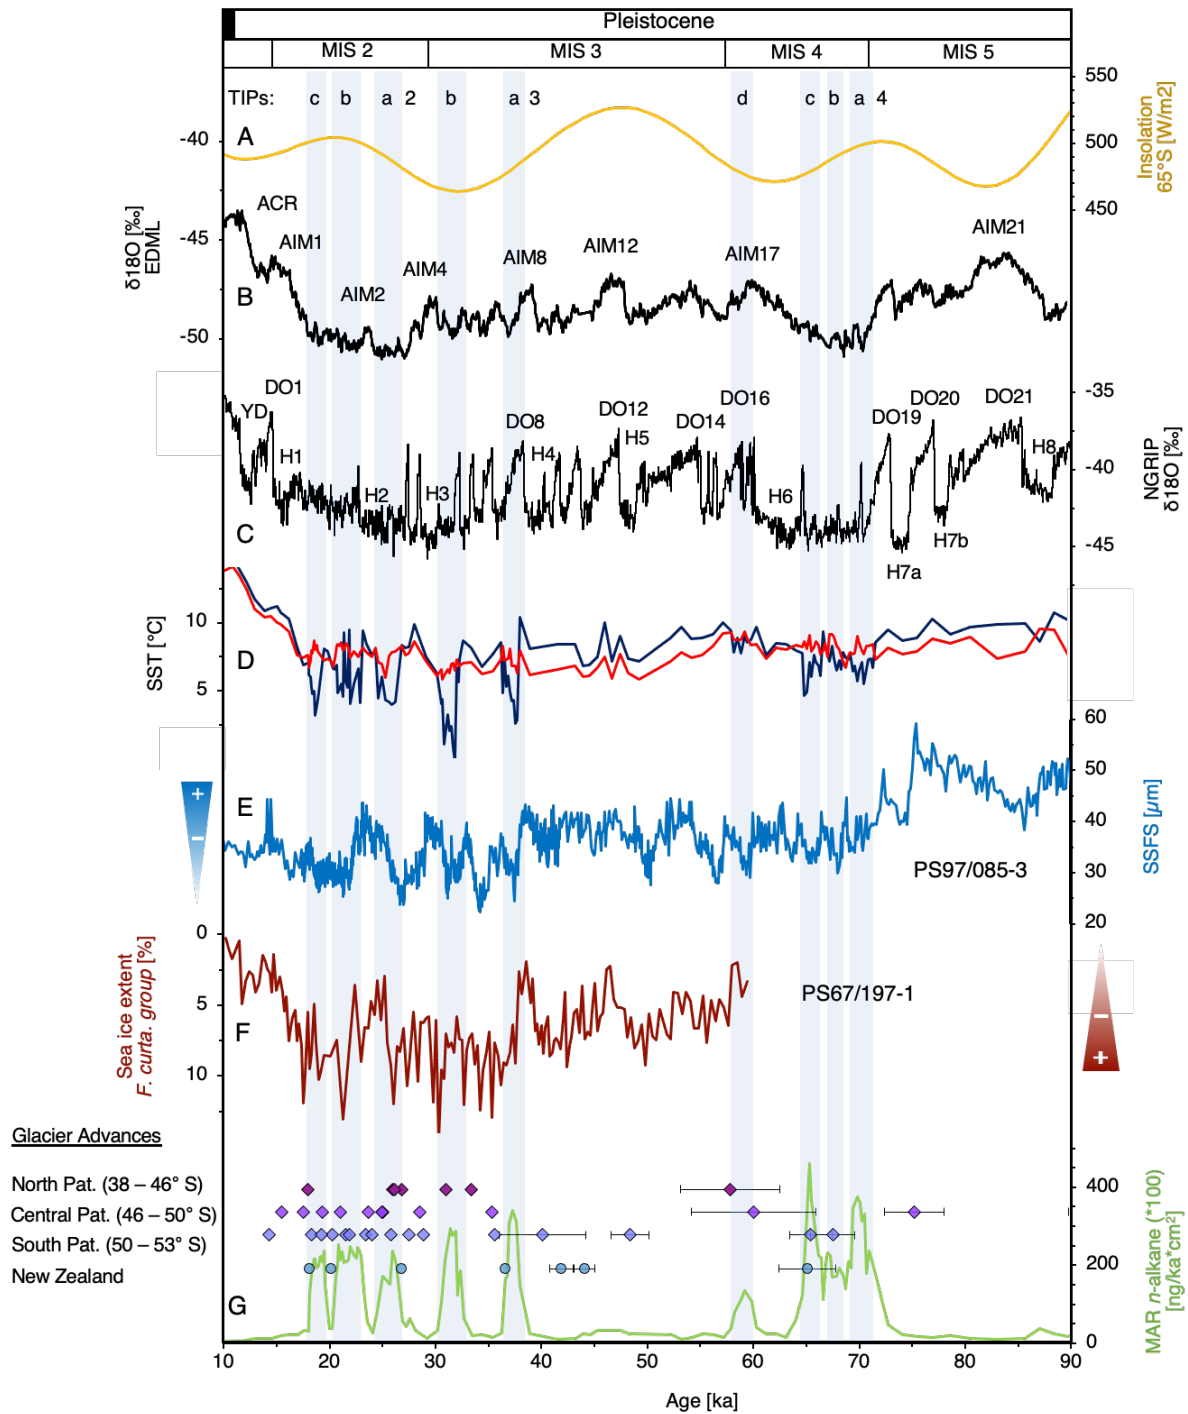 Pleistocene
MIS 2
MIS 3
MIS 4
MIS 5
TIPs: c b a 2 b a 3 d c b a 4
A
550
500
450
Insolation
65°S [W/m2]
-40
-45
-50
δ18O [‰]
EDML
ACR
AIM1
AIM2
AIM4
AIM8
AIM12
AIM17
AIM21
B
DO1
YD
H1
H2
H3
DO8
H4
DO12
H5
DO14
DO16
H6
DO19
DO20
DO21
H8
H7b
H7a
C
-35
-40
-45
NGRIP
δ18O [‰]
SST [°C]
10
5
D
60
50
40
30
20
SSFS [µm]
E
+
–
PS97/085-3
0
5
10
Sea ice extent
F. curta. group [%]
F
PS67/197-1
–
+
Glacier Advances
North Pat. (38 – 46° S)
Central Pat. (46 – 50° S)
South Pat. (50 – 53° S)
New Zealand
G
400
200
0
MAR n-alkane (*100)
[ng/ka*cm2]
10 20 30 40 50 60 70 80 90
Age [ka]